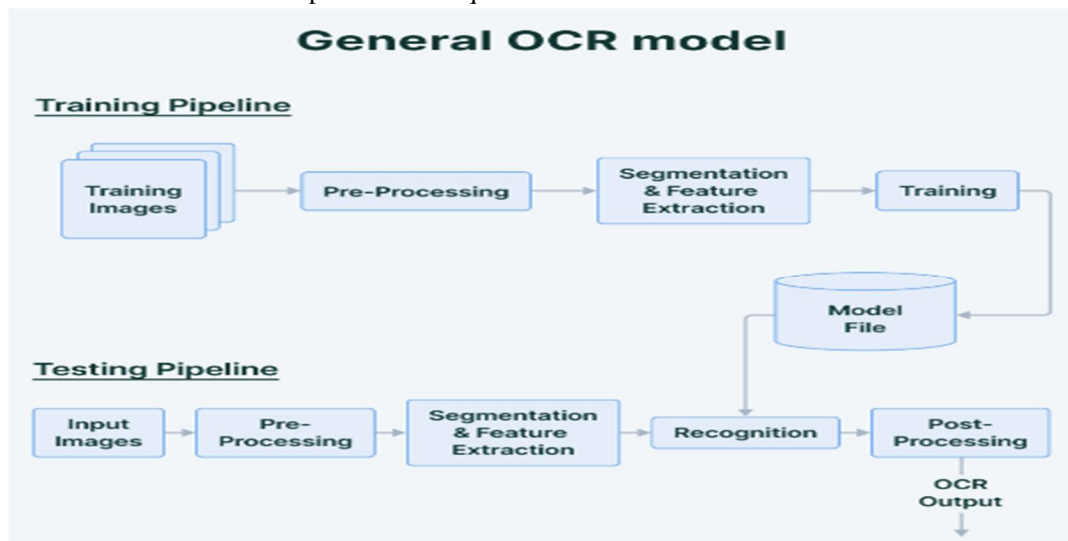 General OCR model
Training Pipeline
Training
Images
Pre-Processing
Segmentation
& Feature
Extraction
Training
Model
File
Testing Pipeline
Input
Images
Pre-
Processing
Segmentation
& Feature
Extraction
Recognition
Post-
Processing
OCR
Output